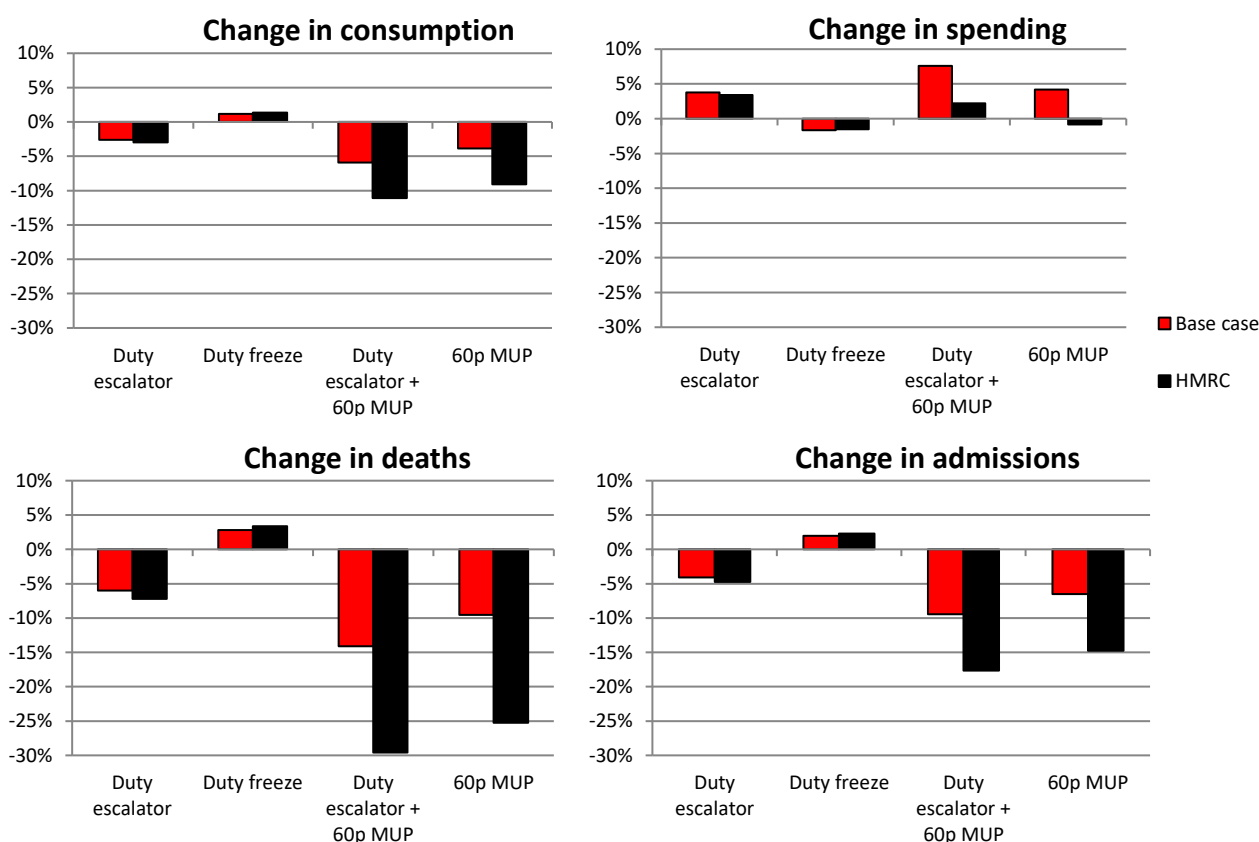 Change in consumption
10%
5%
0%
-5%
-10%
-15%
-20%
-25%
-30%
Duty
escalator
Duty freeze
Duty
escalator +
60p MUP
60p MUP
Change in spending
10%
5%
0%
-5%
-10%
-15%
-20%
-25%
-30%
Duty
escalator
Duty freeze
Duty
escalator +
60p MUP
60p MUP
Base case
HMRC
Change in deaths
10%
5%
0%
-5%
-10%
-15%
-20%
-25%
-30%
Duty
escalator
Duty freeze
Duty
escalator +
60p MUP
60p MUP
Change in admissions
10%
5%
0%
-5%
-10%
-15%
-20%
-25%
-30%
Duty
escalator
Duty freeze
Duty
escalator +
60p MUP
60p MUP